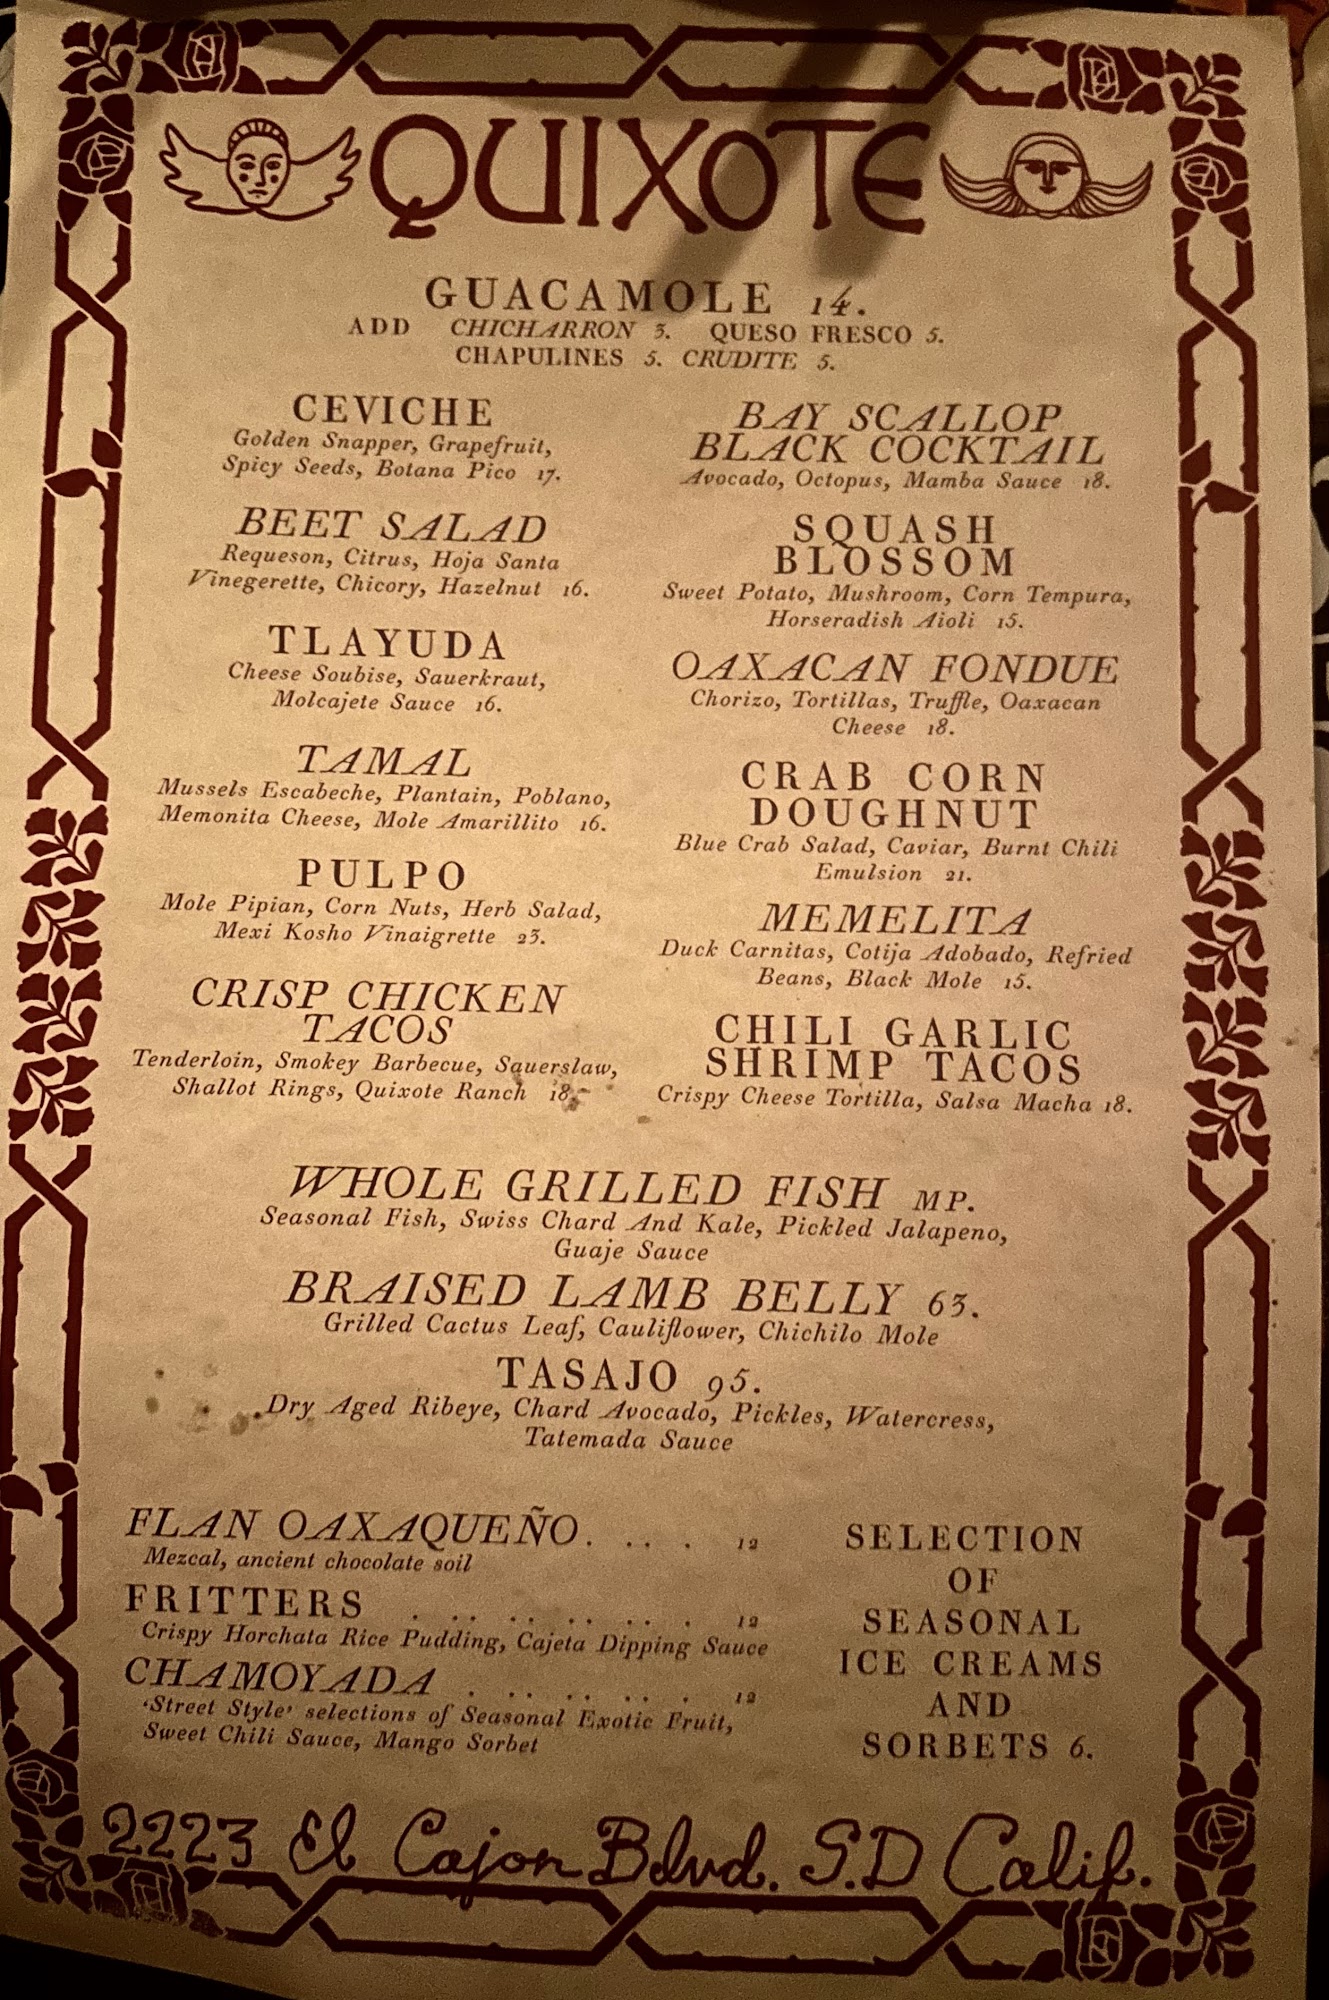 QUIXOTE
GUACAMOLE 14.
ADD CHICHARRON 3. QUESO FRESCO 5.
CHAPULINES 5. CRUDITE 5.
CEVICHE
Golden Snapper, Grapefruit,
Spicy Seeds, Botana Pico 17.
BEET SALAD
Requeson, Citrus, Hoja Santa
Vinegerette, Chicory, Hazelnut 16.
TLAYUDA
Cheese Soubise, Sauerkraut,
Molcajete Sauce 16.
TAMAL
Mussels Escabeche, Plantain, Poblano,
Memonita Cheese, Mole Amarillito 16.
PULPO
Mole Pipian, Corn Nuts, Herb Salad,
Mexi Kosho Vinaigrette 23.
CRISP CHICKEN
TACOS
Tenderloin, Smokey Barbecue, Sauerslaw,
Shallot Rings, Quixote Ranch 18.
BAY SCALLOP
BLACK COCKTAIL
Avocado, Octopus, Mamba Sauce 18.
SQUASH
BLOSSOM
Sweet Potato, Mushroom, Corn Tempura,
Horseradish Aioli 15.
OAXACAN FONDUE
Chorizo, Tortillas, Truffle, Oaxacan
Cheese 18.
CRAB CORN
DOUGHNUT
Blue Crab Salad, Caviar, Burnt Chili
Emulsion 21.
MEMELITA
Duck Carnitas, Cotija Adobado, Refried
Beans, Black Mole 15.
CHILI GARLIC
SHRIMP TACOS
Crispy Cheese Tortilla, Salsa Macha 18.
WHOLE GRILLED FISH MP.
Seasonal Fish, Swiss Chard And Kale, Pickled Jalapeno,
Guaje Sauce
BRAISED LAMB BELLY 63.
Grilled Cactus Leaf, Cauliflower, Chichilo Mole
TASAJO 95.
Dry Aged Ribeye, Chard Avocado, Pickles, Watercress,
Tatemada Sauce
FLAN OAXAQUEÑO. . . . . 12
Mezcal, ancient chocolate soil
FRITTERS . . . . . . . . . . 12
Crispy Horchata Rice Pudding, Cajeta Dipping Sauce
CHAMOYADA . . . . . . . . 12
'Street Style' selections of Seasonal Exotic Fruit,
Sweet Chili Sauce, Mango Sorbet
SELECTION
OF
SEASONAL
ICE CREAMS
AND
SORBETS 6.
2223 El Cajon Blvd. S.D Calif.